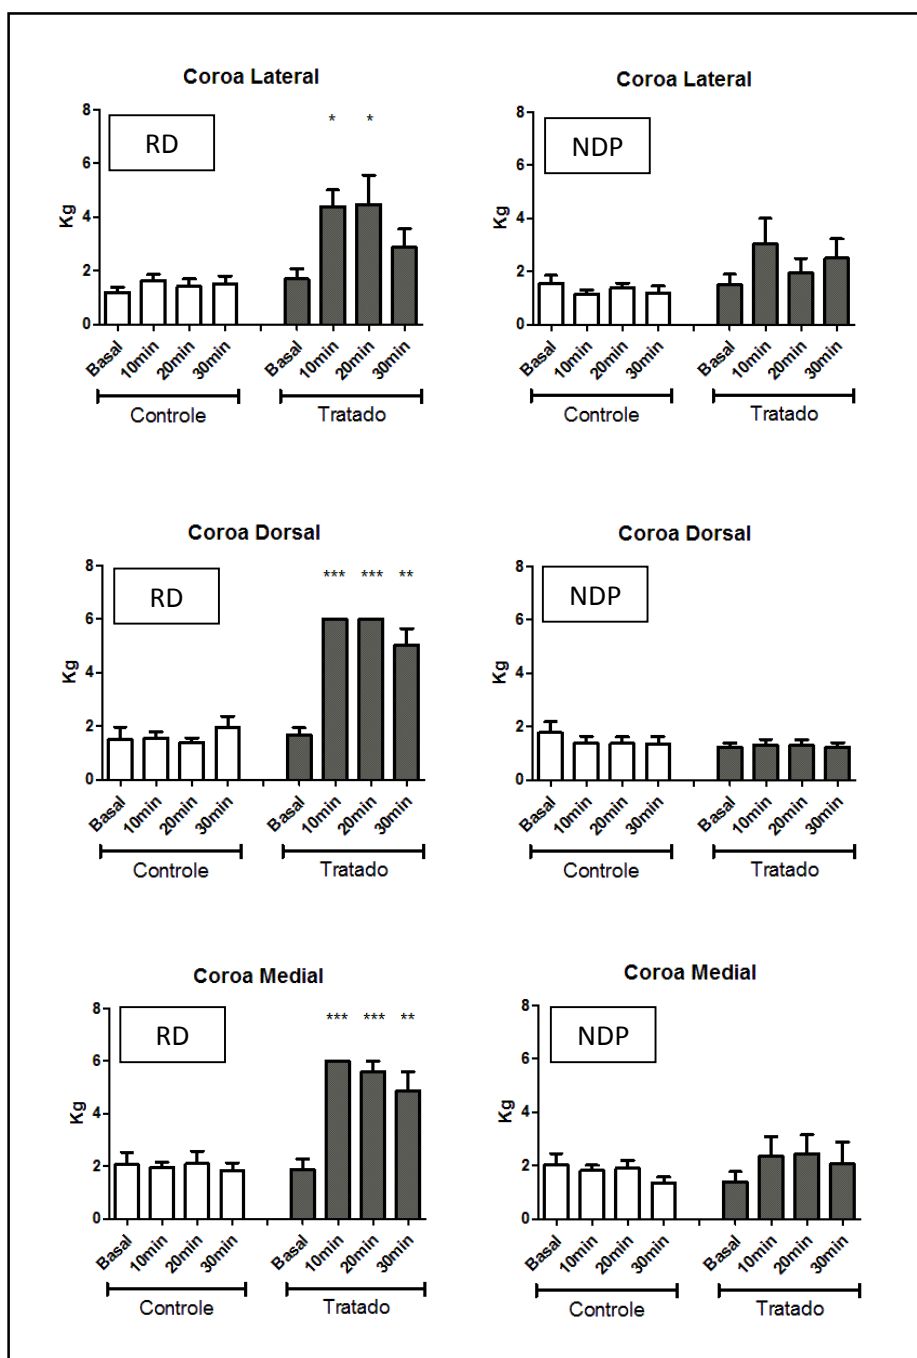 Coroa Lateral
RD
* *
8
6
4
2
0
Kg
Basal 10min 20min 30min Basal 10min 20min 30min
Controle Tratado
Coroa Lateral
NDP
8
6
4
2
0
Kg
Basal 10min 20min 30min Basal 10min 20min 30min
Controle Tratado
Coroa Dorsal
RD
*** *** **
8
6
4
2
0
Kg
Basal 10min 20min 30min Basal 10min 20min 30min
Controle Tratado
Coroa Dorsal
NDP
8
6
4
2
0
Kg
Basal 10min 20min 30min Basal 10min 20min 30min
Controle Tratado
Coroa Medial
RD
*** *** **
8
6
4
2
0
Kg
Basal 10min 20min 30min Basal 10min 20min 30min
Controle Tratado
Coroa Medial
NDP
8
6
4
2
0
Kg
Basal 10min 20min 30min Basal 10min 20min 30min
Controle Tratado